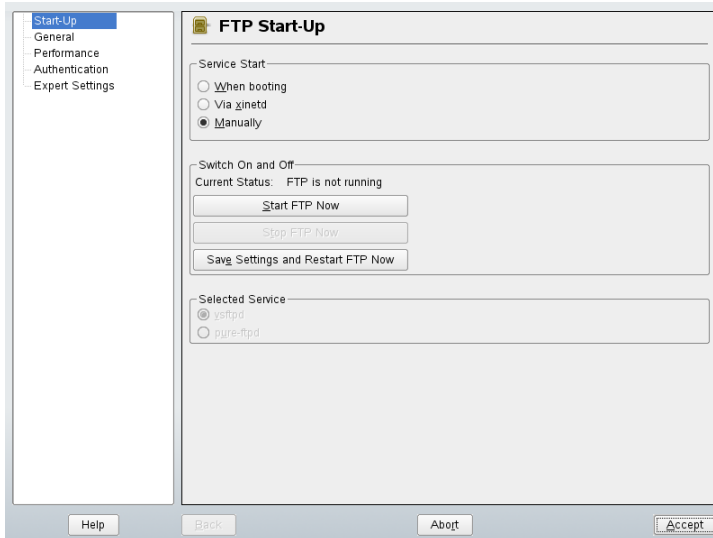 Start-Up
General
Performance
Authentication
Expert Settings
FTP Start-Up
Service Start
When booting
Via xinetd
Manually
Switch On and Off
Current Status: FTP is not running
Start FTP Now
Stop FTP Now
Save Settings and Restart FTP Now
Selected Service
vsftpd
pure-ftpd
Help
Back
Abort
Accept